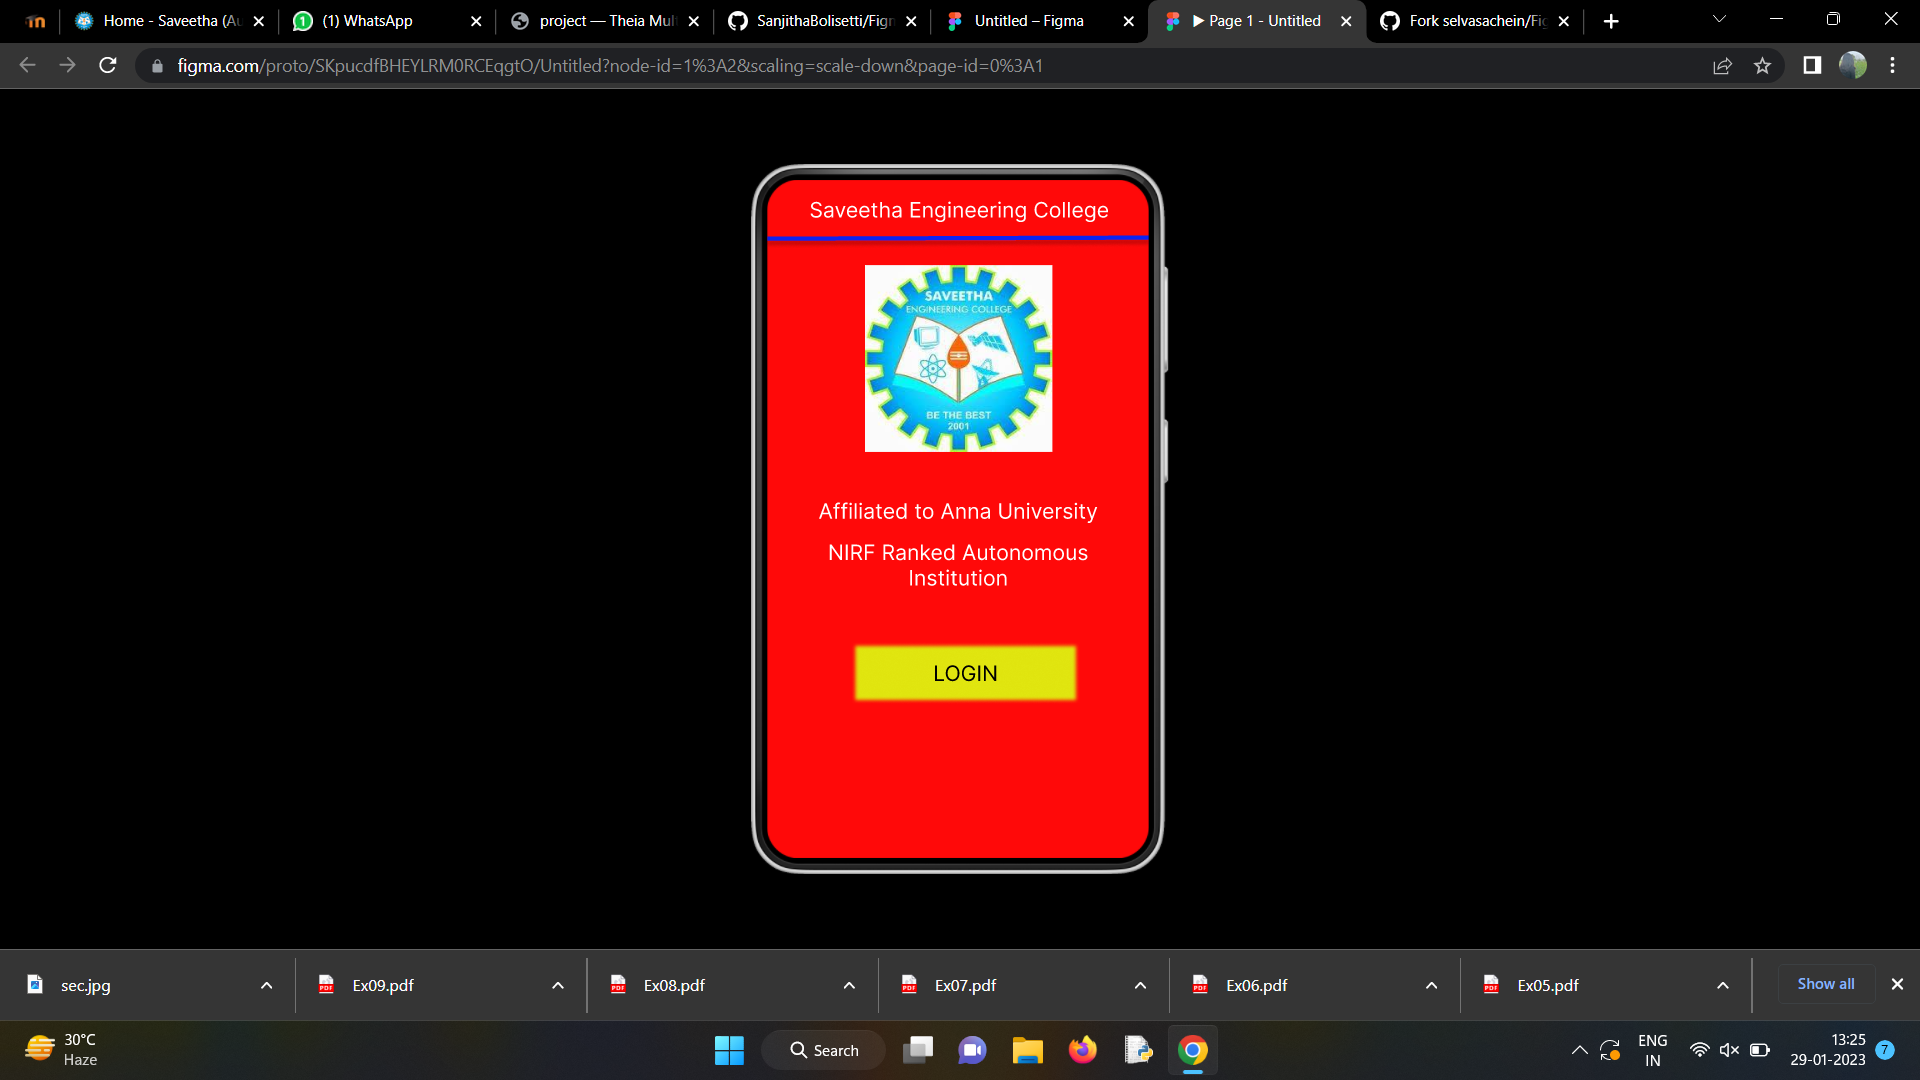 Home - Saveetha (Au
(1) WhatsApp
project — Theia Mul
SanjithaBolisetti/Fig
Untitled – Figma
Page 1 - Untitled
Fork selvasachein/Fig
figma.com/proto/SKpucdfBHEYLRM0RCEqgtO/Untitled?node-id=1%3A2&scaling=scale-down&page-id=0%3A1
Saveetha Engineering College
SAVEETHA
ENGINEERING COLLEGE
BE THE BEST
2001
Affiliated to Anna University
NIRF Ranked Autonomous
Institution
LOGIN
sec.jpg
Ex09.pdf
Ex08.pdf
Ex07.pdf
Ex06.pdf
Ex05.pdf
Show all
30°C
Haze
Search
ENG
IN
13:25
29-01-2023
7